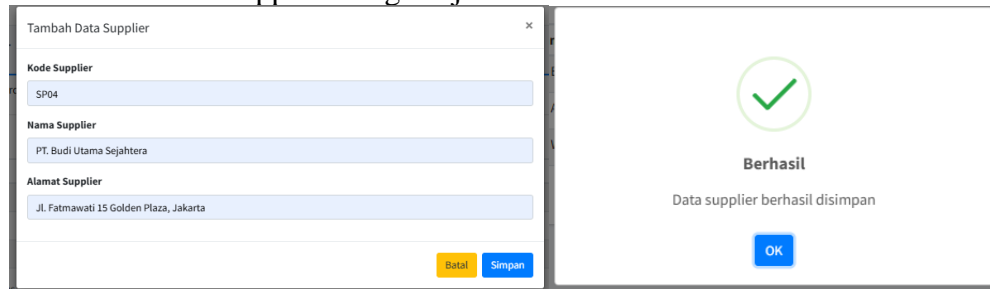 Tambah Data Supplier ×
Kode Supplier
SP04
Nama Supplier
PT. Budi Utama Sejahtera
Alamat Supplier
Jl. Fatmawati 15 Golden Plaza, Jakarta
Batal Simpan
Berhasil
Data supplier berhasil disimpan
OK